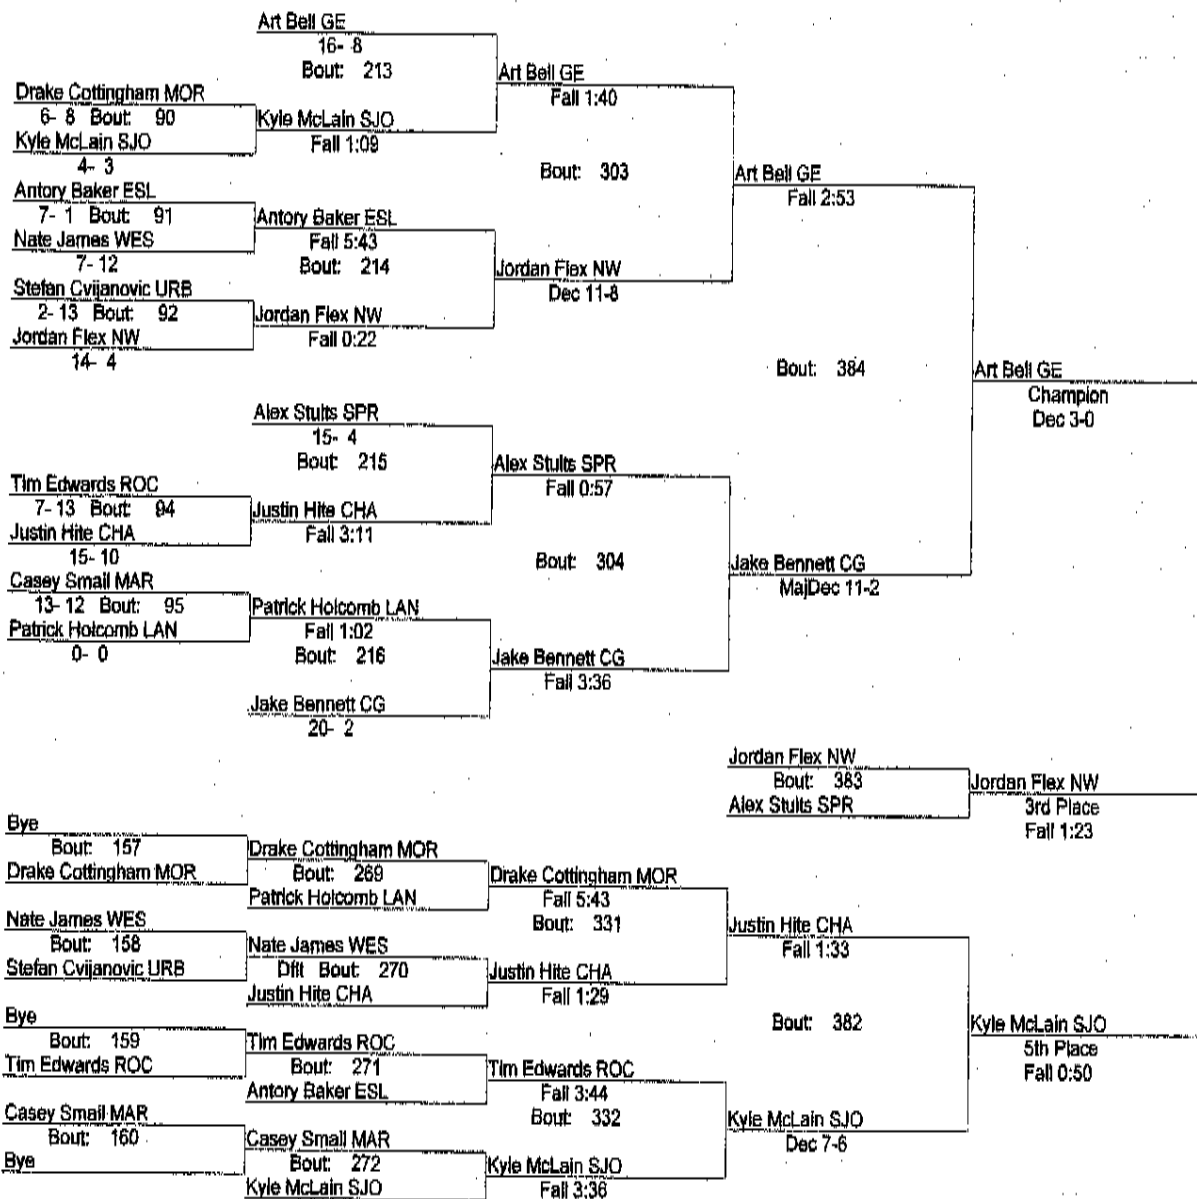 Art Bell GE
16- 8
Bout: 213
Art Bell GE
Fall 1:40
Drake Cottingham MOR
6- 8 Bout: 90
Kyle McLain SJO
Fall 1:09
Kyle McLain SJO
4- 3
Bout: 303
Art Bell GE
Fall 2:53
Antory Baker ESL
7- 1 Bout: 91
Antory Baker ESL
Fall 5:43
Nate James WES
7- 12
Bout: 214
Jordan Flex NW
Dec 11-8
Stefan Cvijanovic URB
2- 13 Bout: 92
Jordan Flex NW
Fall 0:22
Jordan Flex NW
14- 4
Bout: 384
Art Bell GE
Champion
Dec 3-0
Alex Stults SPR
15- 4
Bout: 215
Alex Stults SPR
Fall 0:57
Tim Edwards ROC
7- 13 Bout: 94
Justin Hite CHA
Fall 3:11
Justin Hite CHA
15- 10
Bout: 304
Jake Bennett CG
MajDec 11-2
Casey Small MAR
13- 12 Bout: 95
Patrick Holcomb LAN
Fall 1:02
Patrick Holcomb LAN
0- 0
Bout: 216
Jake Bennett CG
Fall 3:36
Jake Bennett CG
20- 2
Jordan Flex NW
Bout: 383
Alex Stults SPR
Jordan Flex NW
3rd Place
Fall 1:23
Bye
Bout: 157
Drake Cottingham MOR
Drake Cottingham MOR
Bout: 269
Patrick Holcomb LAN
Drake Cottingham MOR
Fall 5:43
Bout: 331
Nate James WES
Bout: 158
Stefan Cvijanovic URB
Nate James WES
Dflt Bout: 270
Justin Hite CHA
Justin Hite CHA
Fall 1:29
Justin Hite CHA
Fall 1:33
Bout: 382
Kyle McLain SJO
5th Place
Fall 0:50
Bye
Bout: 159
Tim Edwards ROC
Tim Edwards ROC
Bout: 271
Antory Baker ESL
Tim Edwards ROC
Fall 3:44
Bout: 332
Kyle McLain SJO
Dec 7-6
Casey Small MAR
Bout: 160
Bye
Casey Small MAR
Bout: 272
Kyle McLain SJO
Kyle McLain SJO
Fall 3:36